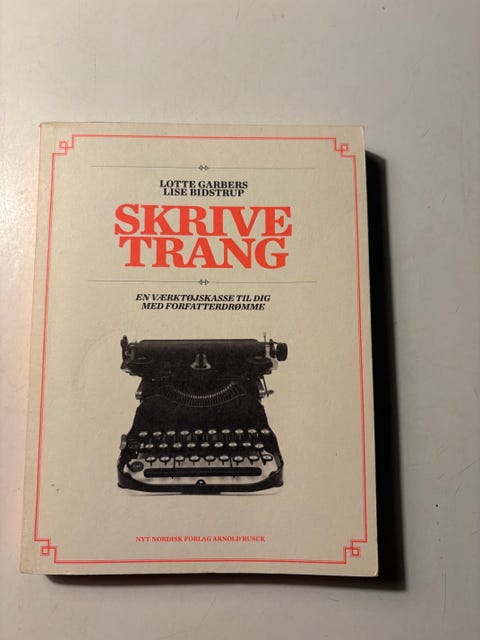 LOTTE GARBERS
LISE BIDSTRUP
SKRIVE
TRANG
EN VÆRKTØJSKASSE TIL DIG
MED FORFATTERDRØMME
NYT NORDISK FORLAG ARNOLD BUSCK